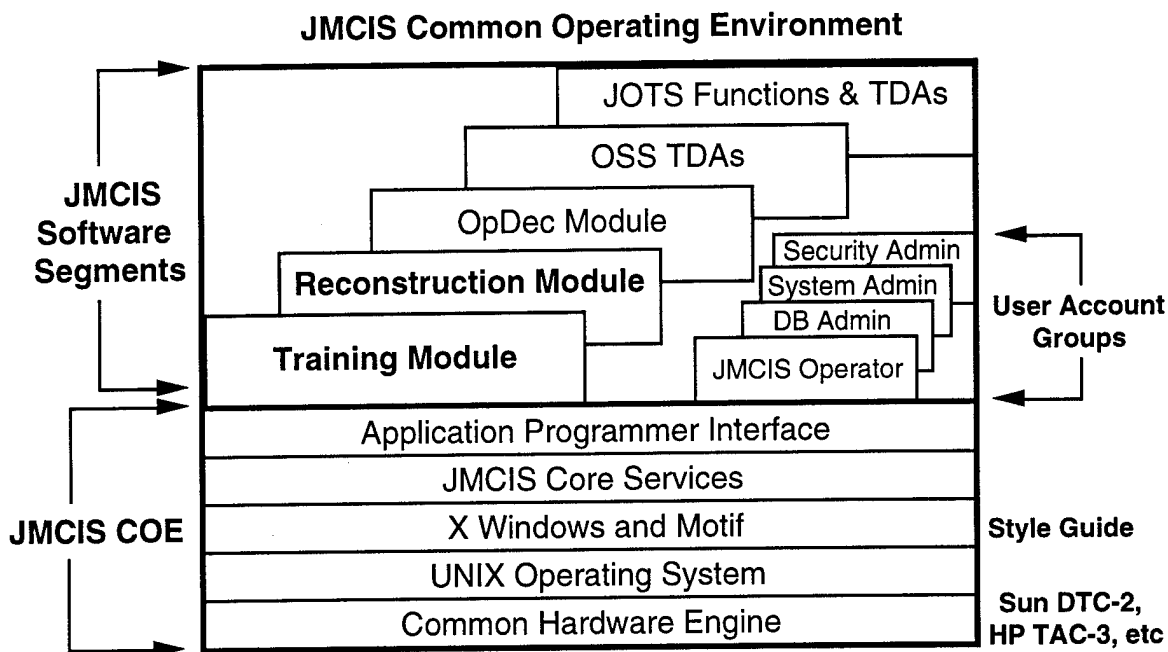 JMCIS Common Operating Environment
JOTS Functions & TDAs
OSS TDAs
OpDec Module
Reconstruction Module
Training Module
JMCIS
Software
Segments
Security Admin
System Admin
DB Admin
JMCIS Operator
User Account
Groups
Application Programmer Interface
JMCIS Core Services
X Windows and Motif
UNIX Operating System
Common Hardware Engine
JMCIS COE
Style Guide
Sun DTC-2,
HP TAC-3, etc